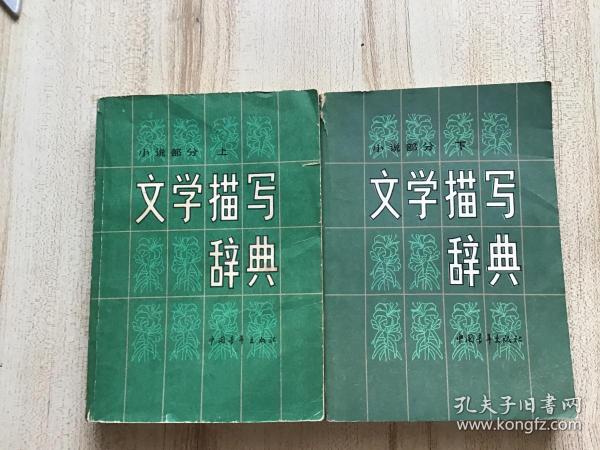 小说部分 上
文学描写
辞典
中国青年出版社
小说部分 下
文学描写
辞典
中国青年出版社
孔夫子旧书网
www.kongfz.com